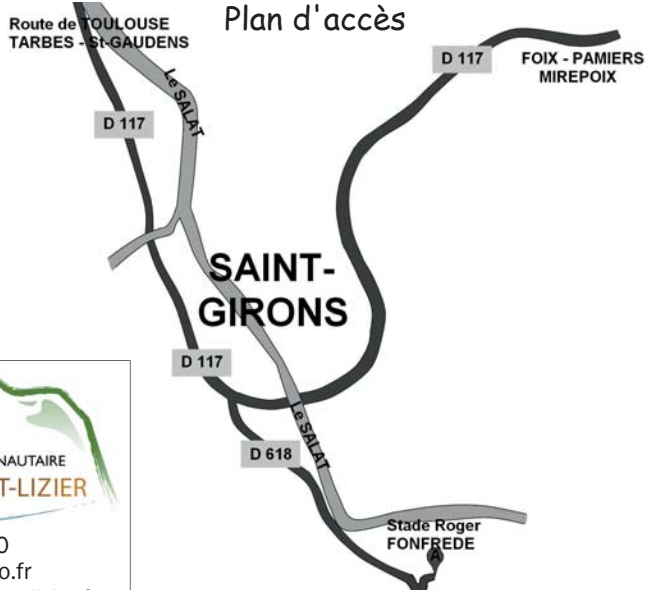 Plan d'accès
Route de TOULOUSE
TARBES - St-GAUDENS
D 117
FOIX - PAMIERS
MIREPOIX
Le SALAT
D 117
SAINT-
GIRONS
D 117
Le SALAT
D 618
NAUTAIRE
T-LIZIER
0
o.fr
Stade Roger
FONFREDE
A